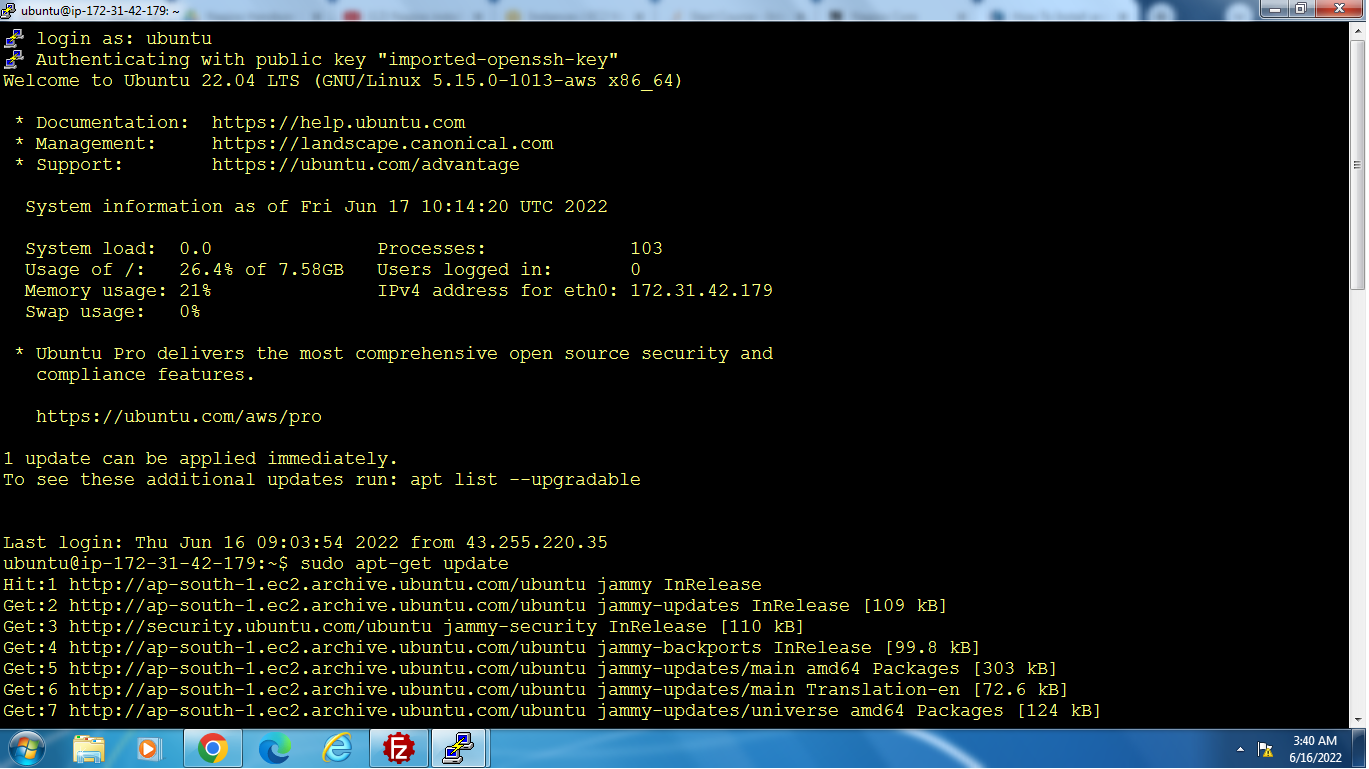 ubuntu@ip-172-31-42-179: ~
login as: ubuntu
Authenticating with public key "imported-openssh-key"
Welcome to Ubuntu 22.04 LTS (GNU/Linux 5.15.0-1013-aws x86_64)
* Documentation:  https://help.ubuntu.com
* Management:     https://landscape.canonical.com
* Support:        https://ubuntu.com/advantage
System information as of Fri Jun 17 10:14:20 UTC 2022
System load:  0.0               Processes:             103
Usage of /:   26.4% of 7.58GB   Users logged in:       0
Memory usage: 21%               IPv4 address for eth0: 172.31.42.179
Swap usage:   0%
* Ubuntu Pro delivers the most comprehensive open source security and
compliance features.
https://ubuntu.com/aws/pro
1 update can be applied immediately.
To see these additional updates run: apt list --upgradable
Last login: Thu Jun 16 09:03:54 2022 from 43.255.220.35
ubuntu@ip-172-31-42-179:~$ sudo apt-get update
Hit:1 http://ap-south-1.ec2.archive.ubuntu.com/ubuntu jammy InRelease
Get:2 http://ap-south-1.ec2.archive.ubuntu.com/ubuntu jammy-updates InRelease [109 kB]
Get:3 http://security.ubuntu.com/ubuntu jammy-security InRelease [110 kB]
Get:4 http://ap-south-1.ec2.archive.ubuntu.com/ubuntu jammy-backports InRelease [99.8 kB]
Get:5 http://ap-south-1.ec2.archive.ubuntu.com/ubuntu jammy-updates/main amd64 Packages [303 kB]
Get:6 http://ap-south-1.ec2.archive.ubuntu.com/ubuntu jammy-updates/main Translation-en [72.6 kB]
Get:7 http://ap-south-1.ec2.archive.ubuntu.com/ubuntu jammy-updates/universe amd64 Packages [124 kB]
3:40 AM
6/16/2022